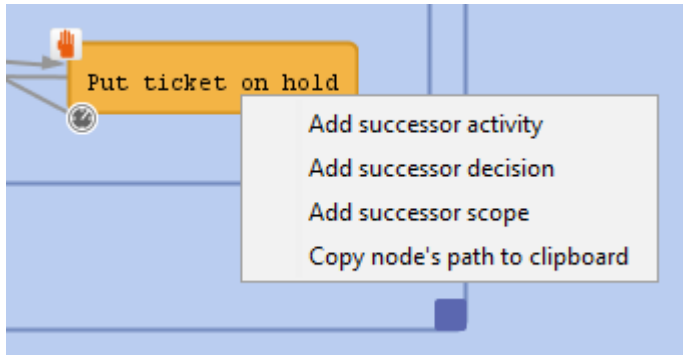 Put ticket on hold
Add successor activity
Add successor decision
Add successor scope
Copy node's path to clipboard